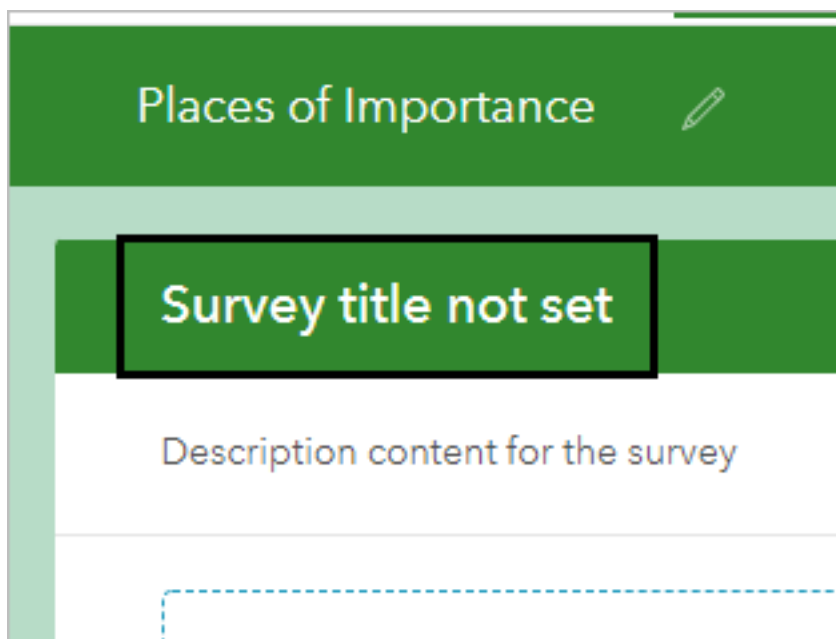 Places of Importance
Survey title not set
Description content for the survey